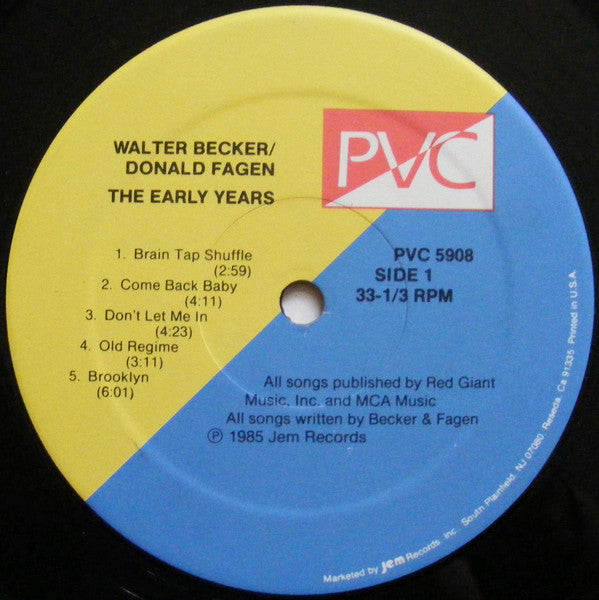 WALTER BECKER/
DONALD FAGEN
THE EARLY YEARS
PVC
1. Brain Tap Shuffle
(2:59)
2. Come Back Baby
(4:11)
3. Don't Let Me In
(4:23)
4. Old Regime
(3:11)
5. Brooklyn
(6:01)
PVC 5908
SIDE 1
33-1/3 RPM
All songs published by Red Giant
Music, Inc. and MCA Music
All songs written by Becker & Fagen
Ⓟ 1985 Jem Records
Marketed by jem Records, Inc., South Plainfield, NJ 07080, Reseda, Ca 91335 Printed in U.S.A.